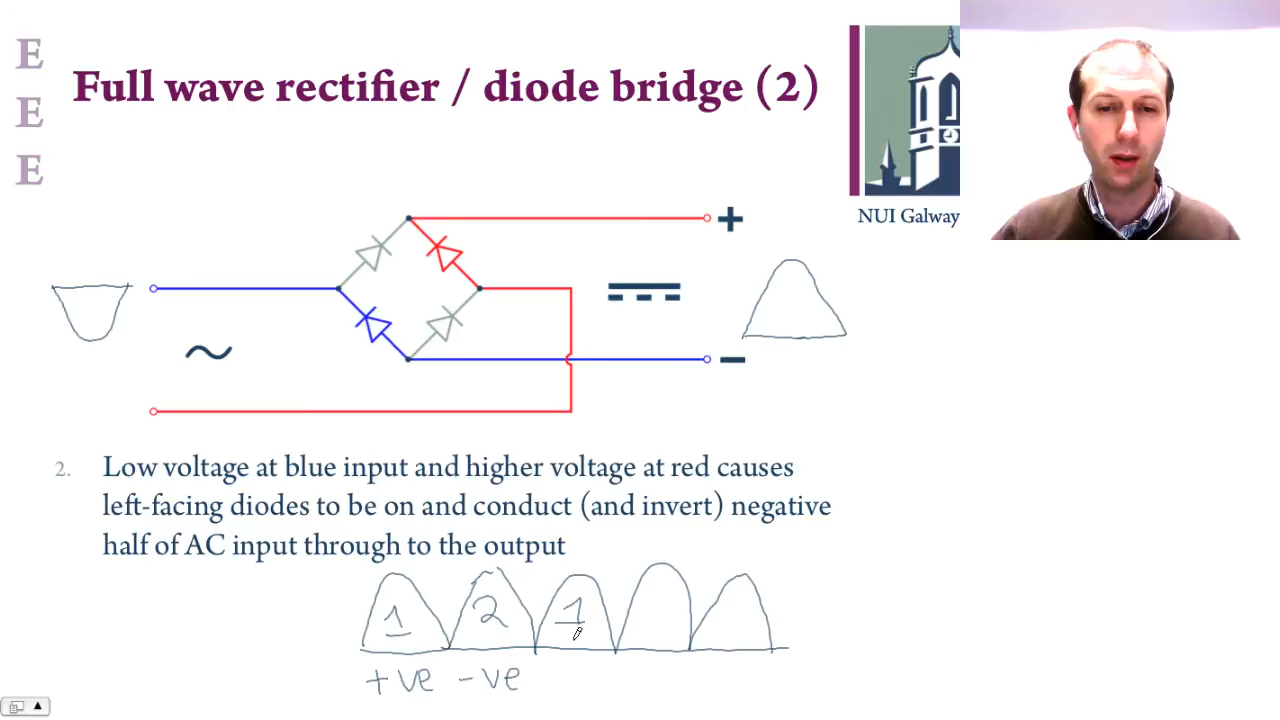 E
E
E
Full wave rectifier / diode bridge (2)
NUI Galway
+
~
−
2. Low voltage at blue input and higher voltage at red causes
left-facing diodes to be on and conduct (and invert) negative
half of AC input through to the output
1 2 1
+ve -ve